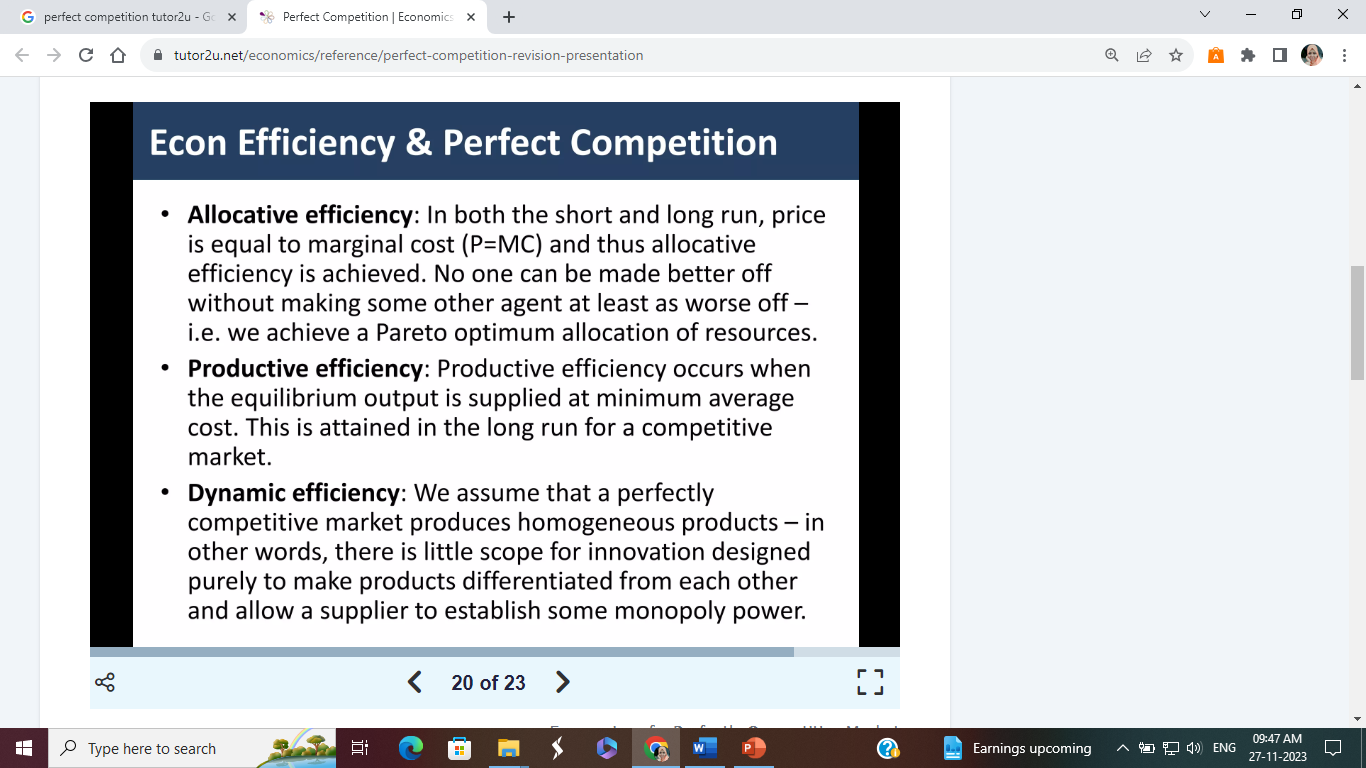 perfect competition tutor2u - Go
Perfect Competition | Economics
tutor2u.net/economics/reference/perfect-competition-revision-presentation
Econ Efficiency & Perfect Competition
• Allocative efficiency: In both the short and long run, price
is equal to marginal cost (P=MC) and thus allocative
efficiency is achieved. No one can be made better off
without making some other agent at least as worse off –
i.e. we achieve a Pareto optimum allocation of resources.
• Productive efficiency: Productive efficiency occurs when
the equilibrium output is supplied at minimum average
cost. This is attained in the long run for a competitive
market.
• Dynamic efficiency: We assume that a perfectly
competitive market produces homogeneous products – in
other words, there is little scope for innovation designed
purely to make products differentiated from each other
and allow a supplier to establish some monopoly power.
20 of 23
Type here to search
Earnings upcoming
ENG
09:47 AM
27-11-2023